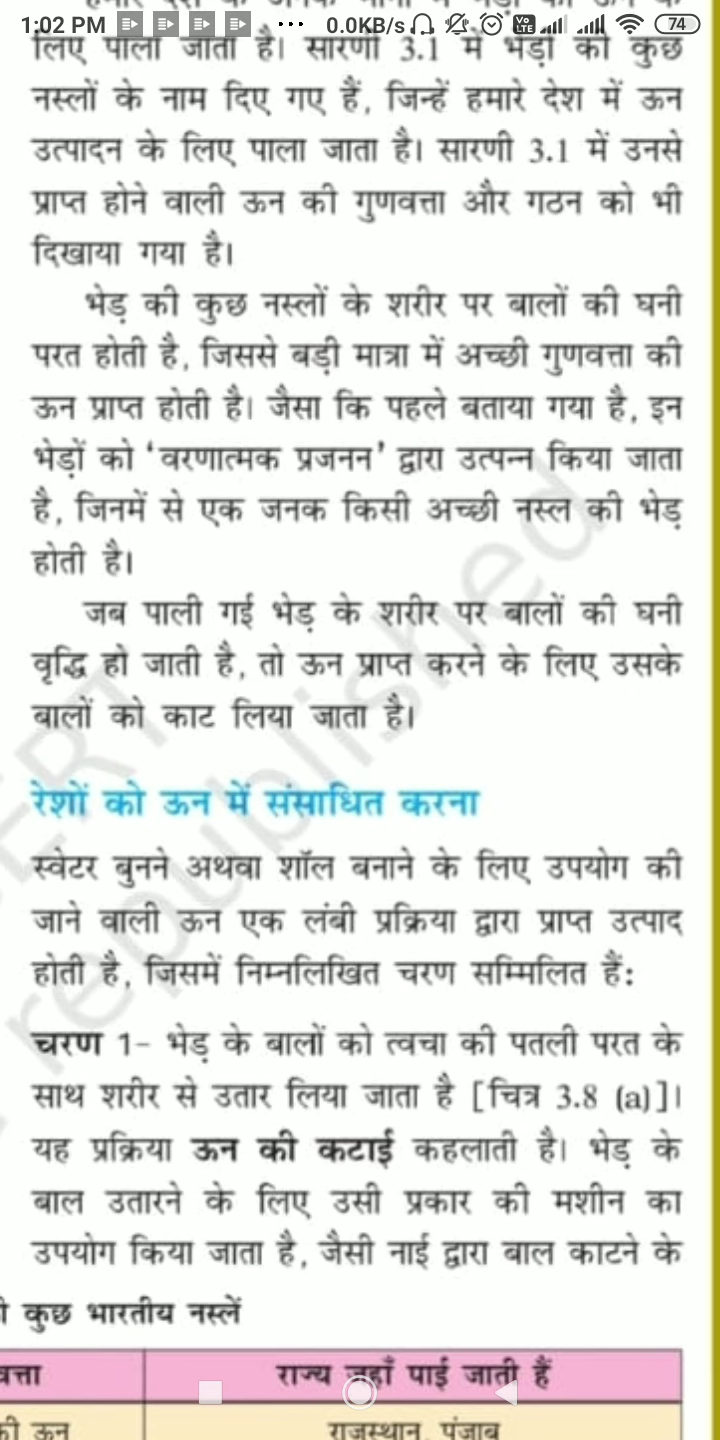 1:02 PM ... 0.0KB/s Vo LTE 74
लिए पाला जाता है। सारणी 3.1 में भेड़ों की कुछ
नस्लों के नाम दिए गए हैं, जिन्हें हमारे देश में ऊन
उत्पादन के लिए पाला जाता है। सारणी 3.1 में उनसे
प्राप्त होने वाली ऊन की गुणवत्ता और गठन को भी
दिखाया गया है।
भेड़ की कुछ नस्लों के शरीर पर बालों की घनी
परत होती है, जिससे बड़ी मात्रा में अच्छी गुणवत्ता की
ऊन प्राप्त होती है। जैसा कि पहले बताया गया है, इन
भेड़ों को ‘वरणात्मक प्रजनन’ द्वारा उत्पन्न किया जाता
है, जिनमें से एक जनक किसी अच्छी नस्ल की भेड़
होती है।
जब पाली गई भेड़ के शरीर पर बालों की घनी
वृद्धि हो जाती है, तो ऊन प्राप्त करने के लिए उसके
बालों को काट लिया जाता है।
रेशों को ऊन में संसाधित करना
स्वेटर बुनने अथवा शॉल बनाने के लिए उपयोग की
जाने वाली ऊन एक लंबी प्रक्रिया द्वारा प्राप्त उत्पाद
होती है, जिसमें निम्नलिखित चरण सम्मिलित हैं:
चरण 1- भेड़ के बालों को त्वचा की पतली परत के
साथ शरीर से उतार लिया जाता है [चित्र 3.8 (a)]।
यह प्रक्रिया ऊन की कटाई कहलाती है। भेड़ के
बाल उतारने के लिए उसी प्रकार की मशीन का
उपयोग किया जाता है, जैसी नाई द्वारा बाल काटने के
कुछ भारतीय नस्लें
राज्य जहाँ पाई जाती हैं
की ऊन राजस्थान, पंजाब
republished